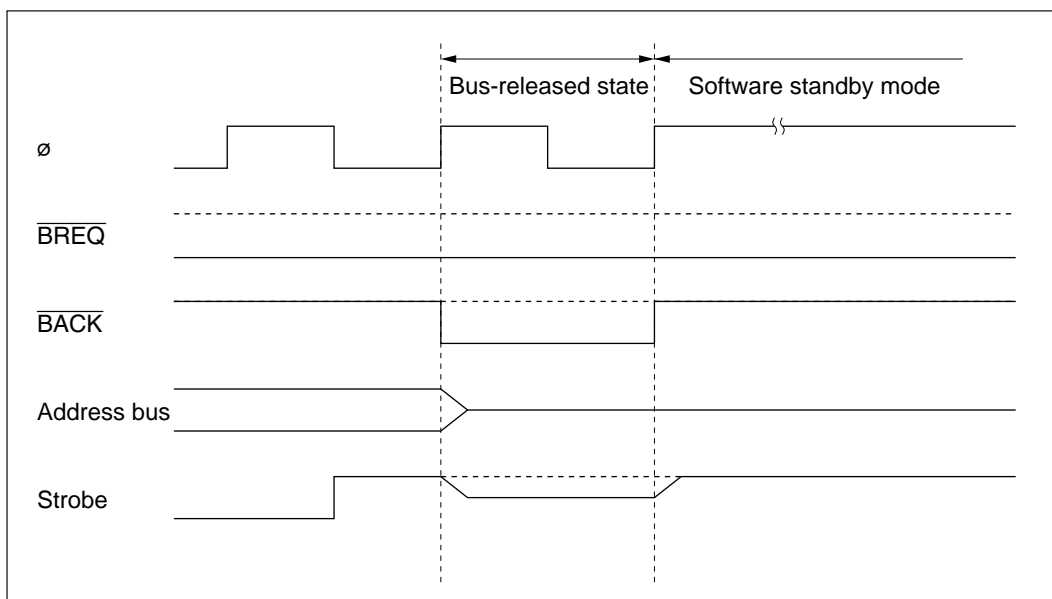 Bus-released state Software standby mode
ø
BREQ
BACK
Address bus
Strobe